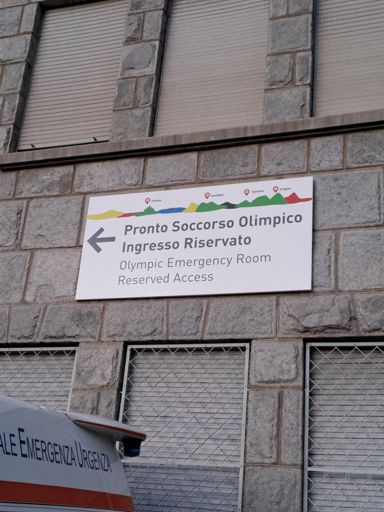 Pronto Soccorso Olimpico
Ingresso Riservato
Olympic Emergency Room
Reserved Access
ALE EMERGENZA URGENZA